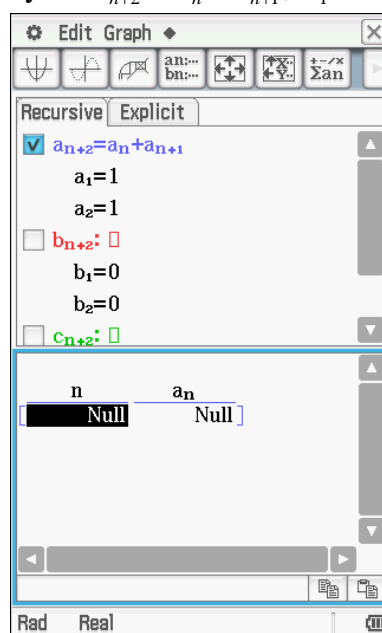 Edit Graph ◆
an:... bn:... Σan
Recursive Explicit
aₙ₊₂=aₙ+aₙ₊₁
a₁=1
a₂=1
bₙ₊₂: □
b₁=0
b₂=0
cₙ₊₂: □
n aₙ
[ Null Null ]
Rad Real